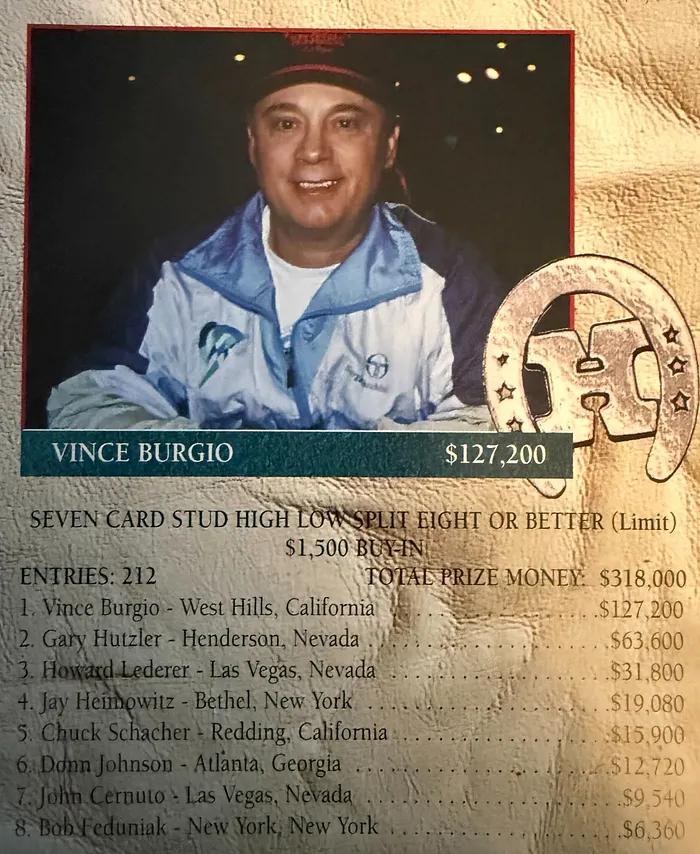 VINCE BURGIO $127,200
SEVEN CARD STUD HIGH LOW SPLIT EIGHT OR BETTER (Limit)
$1,500 BUY-IN
ENTRIES: 212 TOTAL PRIZE MONEY: $318,000
1. Vince Burgio - West Hills, California . . . . . . . . . . . . . . . . . . $127,200
2. Gary Hutzler - Henderson, Nevada . . . . . . . . . . . . . . . . . . . $63,600
3. Howard Lederer - Las Vegas, Nevada . . . . . . . . . . . . . . . . . . $31,800
4. Jay Heimowitz - Bethel, New York . . . . . . . . . . . . . . . . . . . $19,080
5. Chuck Schacher - Redding, California . . . . . . . . . . . . . . . . . $15,900
6. Donn Johnson - Atlanta, Georgia . . . . . . . . . . . . . . . . . . . . $12,720
7. John Cernuto - Las Vegas, Nevada . . . . . . . . . . . . . . . . . . . $9,540
8. Bob Feduniak - New York, New York . . . . . . . . . . . . . . . . . . $6,360
H